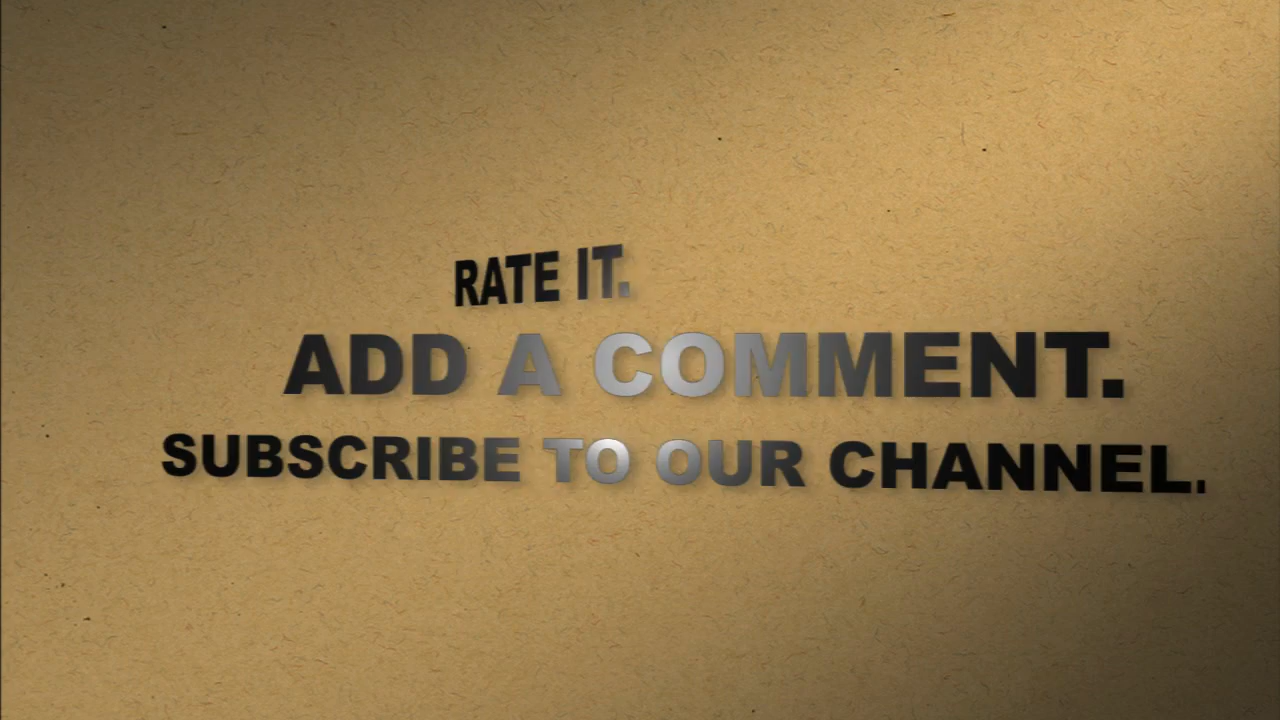 RATE IT.
ADD A COMMENT.
SUBSCRIBE TO OUR CHANNEL.